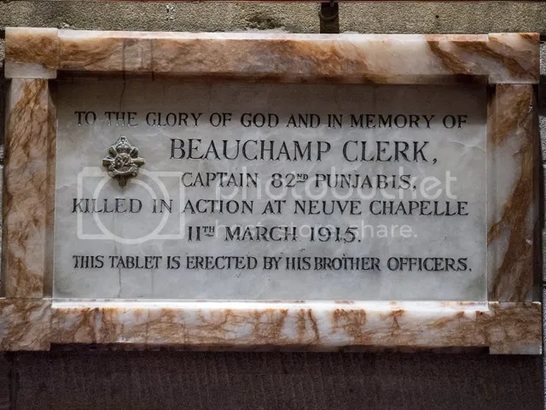 TO THE GLORY OF GOD AND IN MEMORY OF
BEAUCHAMP CLERK,
CAPTAIN 82ND PUNJABIS,
KILLED IN ACTION AT NEUVE CHAPELLE
11TH MARCH 1915.
THIS TABLET IS ERECTED BY HIS BROTHER OFFICERS.